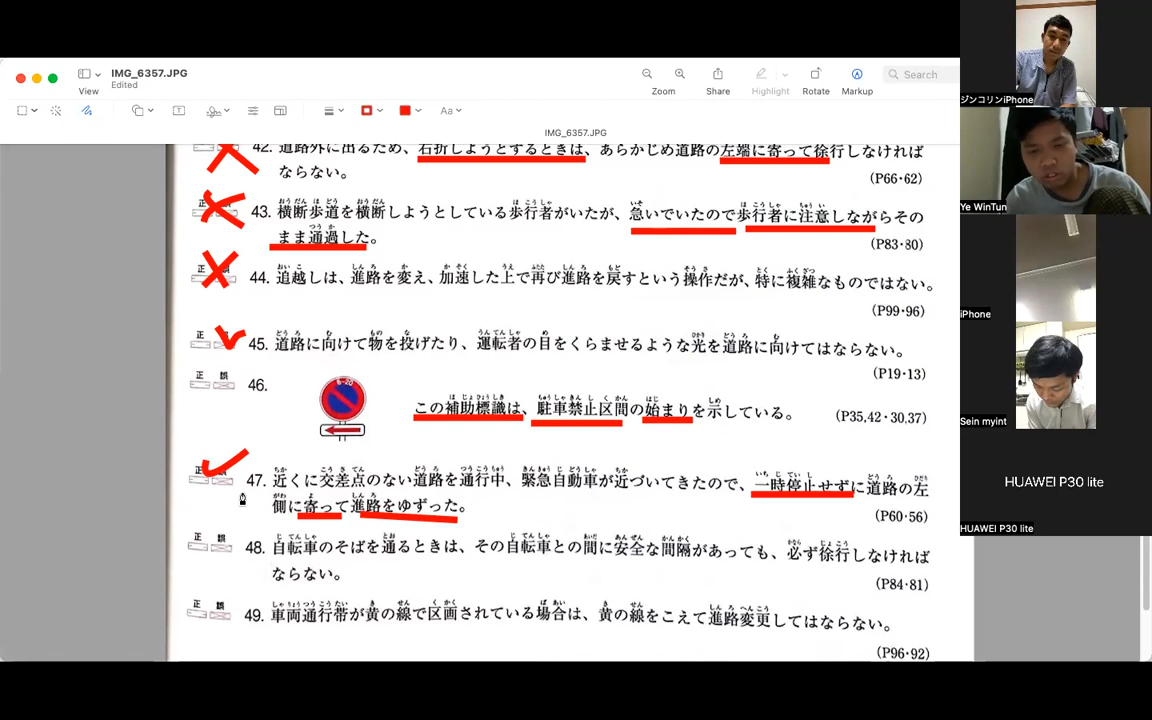 IMG_6357.JPG
Edited
View
Zoom
Share
Highlight
Rotate
Markup
Search
Aa
IMG_6357.JPG
42. 道路外に出るため、右折しようとするときは、あらかじめ道路の左端に寄って徐行しなければ
ならない。
(P66・62)
正 誤
43. 横断歩道を横断しようとしている歩行者がいたが、急いでいたので歩行者に注意しながらその
まま通過した。
(P83・80)
正 誤
44. 追越しは、進路を変え、加速した上で再び進路を戻すという操作だが、特に複雑なものではない。
(P99・96)
正 誤
45. 道路に向けて物を投げたり、運転者の目をくらませるような光を道路に向けてはならない。
(P19・13)
正 誤
46.
8-20
この補助標識は、駐車禁止区間の始まりを示している。
(P35,42・30,37)
正 誤
47. 近くに交差点のない道路を通行中、緊急自動車が近づいてきたので、一時停止せずに道路の左
側に寄って進路をゆずった。
(P60・56)
正 誤
48. 自転車のそばを通るときは、その自転車との間に安全な間隔があっても、必ず徐行しなければ
ならない。
(P84・81)
正 誤
49. 車両通行帯が黄の線で区画されている場合は、黄の線をこえて進路変更してはならない。
(P96・92)
ジンコリンiPhone
Ye WinTun
iPhone
Sein myint
HUAWEI P30 lite
HUAWEI P30 lite